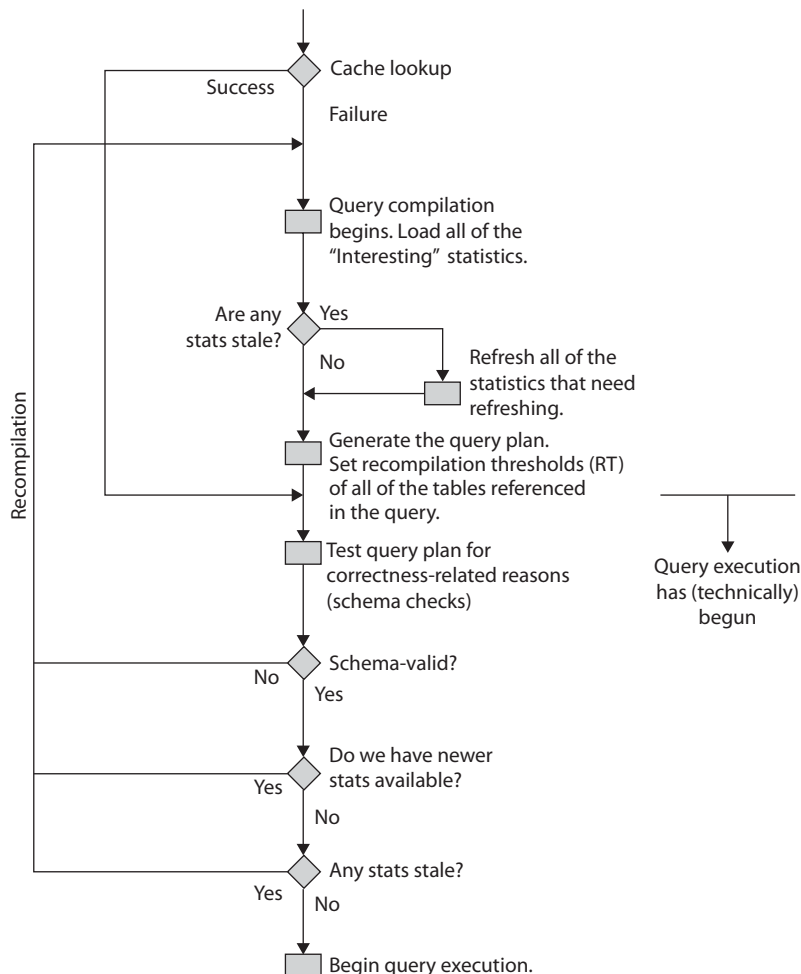 Cache lookup
Success
Failure
Query compilation
begins. Load all of the
“Interesting” statistics.
Are any
stats stale?
Yes
No
Refresh all of the
statistics that need
refreshing.
Generate the query plan.
Set recompilation thresholds (RT)
of all of the tables referenced
in the query.
Recompilation
Test query plan for
correctness-related reasons
(schema checks)
Query execution
has (technically)
begun
Schema-valid?
No
Yes
Do we have newer
stats available?
Yes
No
Any stats stale?
Yes
No
Begin query execution.